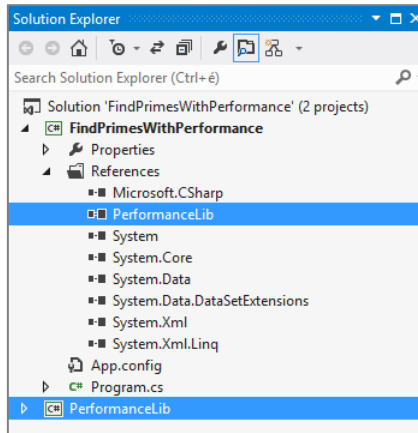 Solution Explorer
Search Solution Explorer (Ctrl+é)
Solution 'FindPrimesWithPerformance' (2 projects)
C# FindPrimesWithPerformance
Properties
References
Microsoft.CSharp
PerformanceLib
System
System.Core
System.Data
System.Data.DataSetExtensions
System.Xml
System.Xml.Linq
App.config
C# Program.cs
C# PerformanceLib